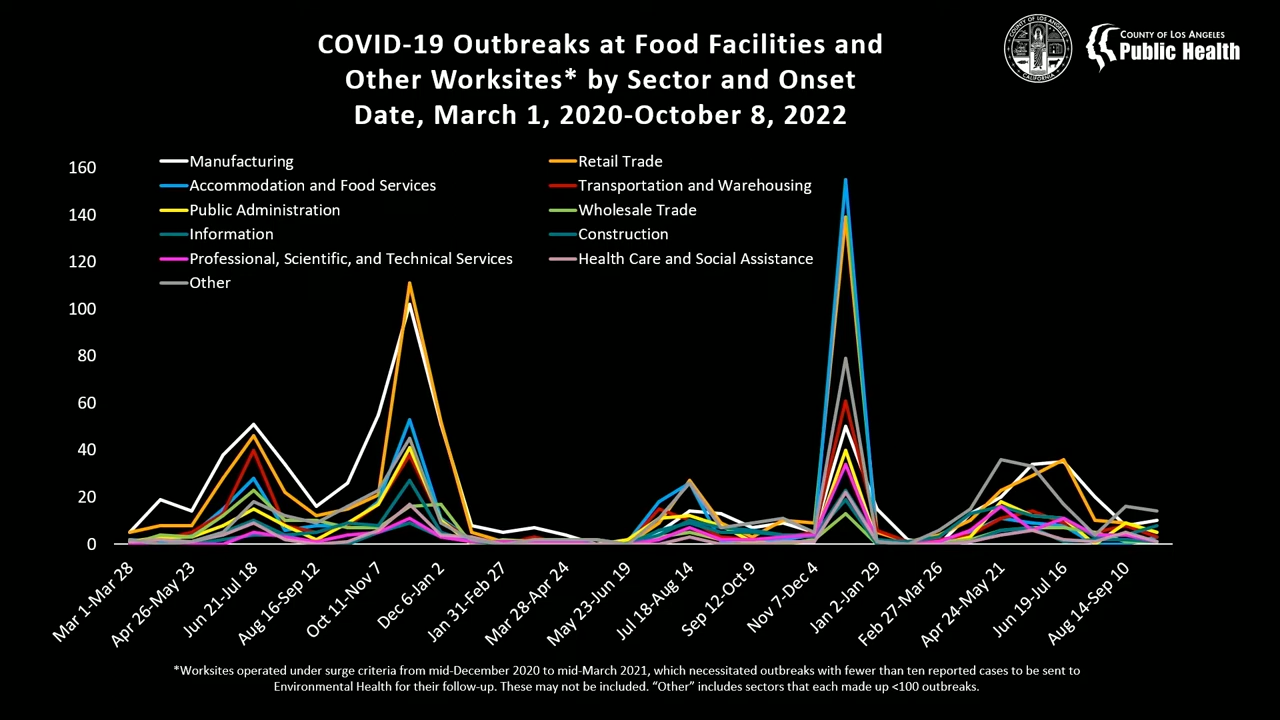 COVID-19 Outbreaks at Food Facilities and
Other Worksites* by Sector and Onset
Date, March 1, 2020-October 8, 2022
COUNTY OF LOS ANGELES
Public Health
COUNTY OF LOS ANGELES
CALIFORNIA
Manufacturing
Retail Trade
Accommodation and Food Services
Transportation and Warehousing
Public Administration
Wholesale Trade
Information
Construction
Professional, Scientific, and Technical Services
Health Care and Social Assistance
Other
160
140
120
100
80
60
40
20
0
Mar 1-Mar 28
Apr 26-May 23
Jun 21-Jul 18
Aug 16-Sep 12
Oct 11-Nov 7
Dec 6-Jan 2
Jan 31-Feb 27
Mar 28-Apr 24
May 23-Jun 19
Jul 18-Aug 14
Sep 12-Oct 9
Nov 7-Dec 4
Jan 2-Jan 29
Feb 27-Mar 26
Apr 24-May 21
Jun 19-Jul 16
Aug 14-Sep 10
*Worksites operated under surge criteria from mid-December 2020 to mid-March 2021, which necessitated outbreaks with fewer than ten reported cases to be sent to
Environmental Health for their follow-up. These may not be included. “Other” includes sectors that each made up <100 outbreaks.